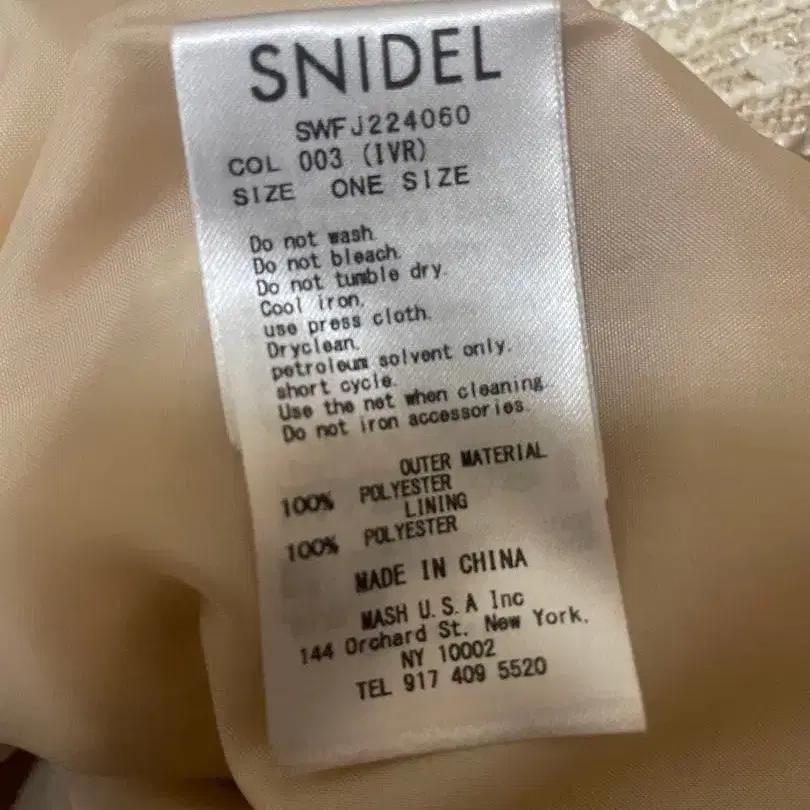 SNIDEL
SWFJ224060
COL 003 (IVR)
SIZE ONE SIZE
Do not wash.
Do not bleach.
Do not tumble dry.
Cool iron.
use press cloth.
Dryclean.
petroleum solvent only.
short cycle.
Use the net when cleaning.
Do not iron accessories.
OUTER MATERIAL
100% POLYESTER
LINING
100% POLYESTER
MADE IN CHINA
MASH U.S.A Inc
144 Orchard St. New York.
NY 10002
TEL 917 409 5520